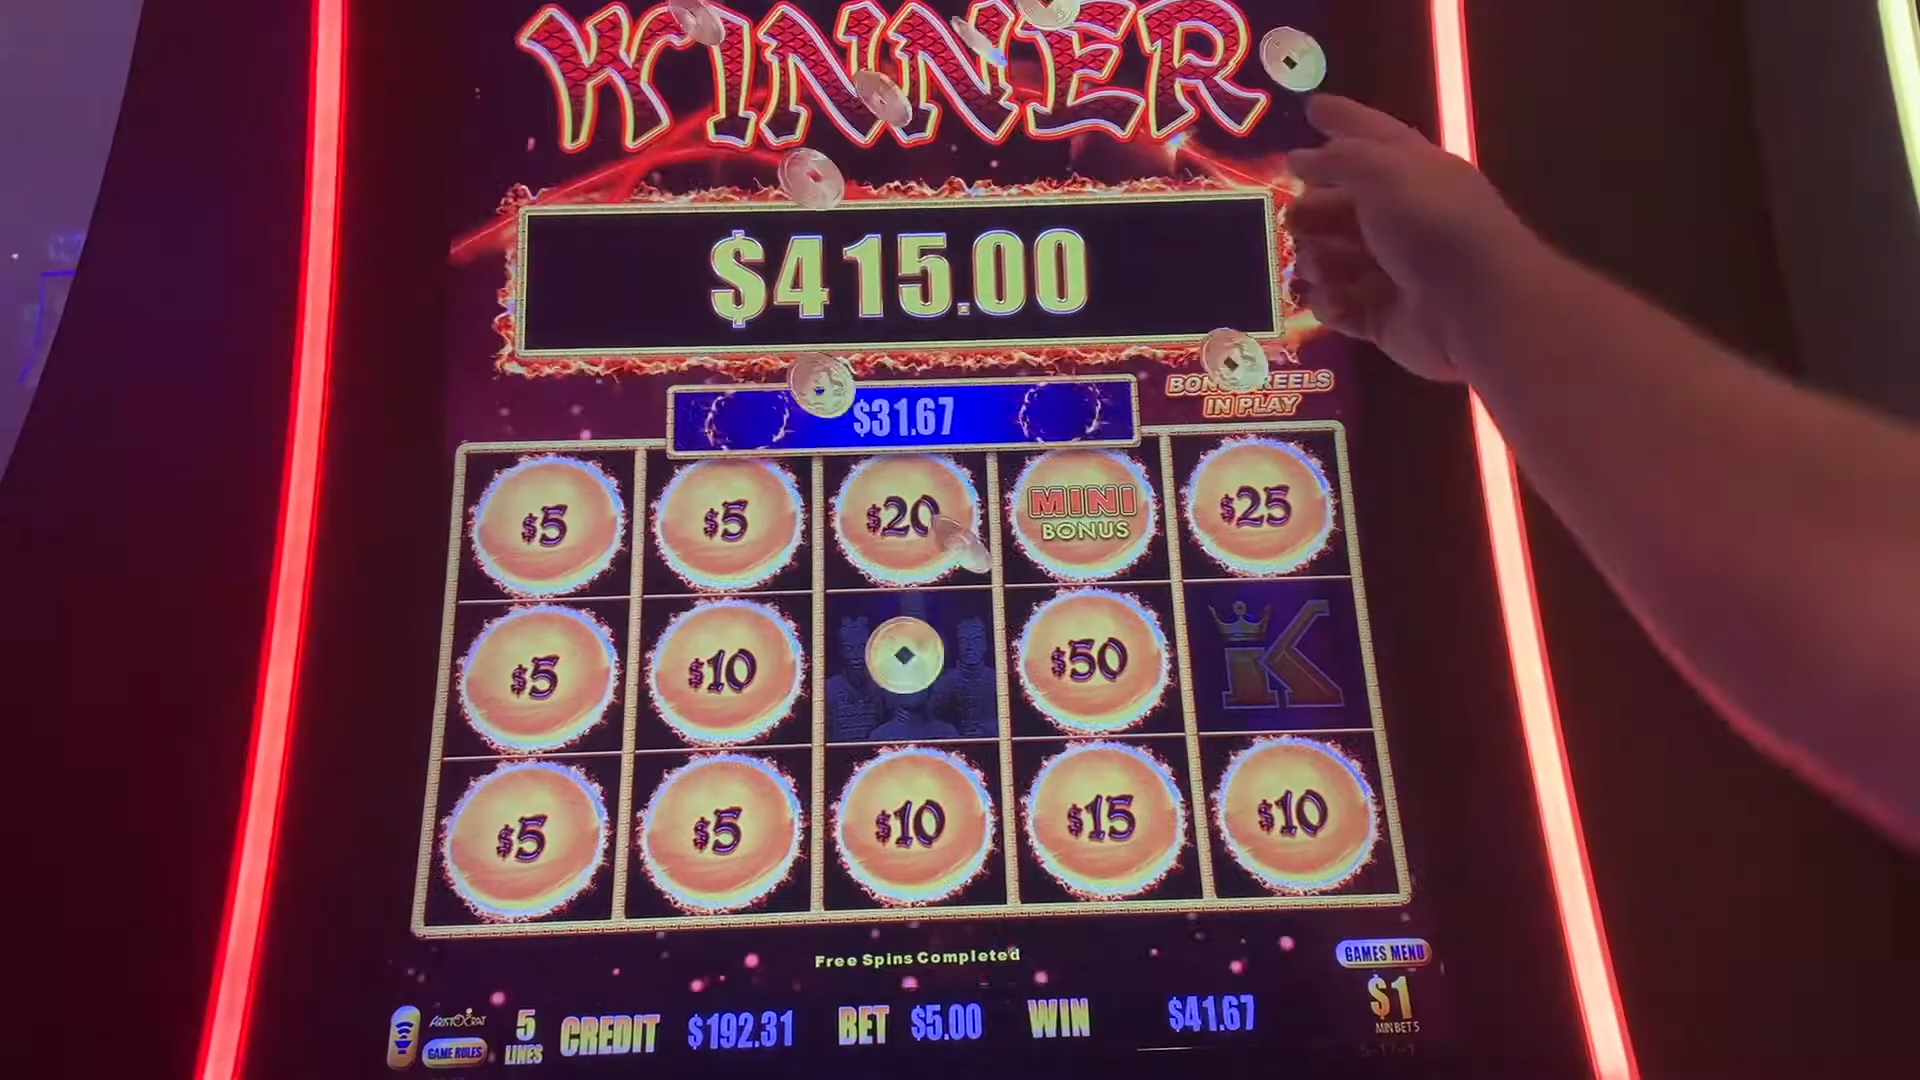 WINNER
$415.00
$31.67
REELS
IN PLAY
$5
$5
$20
MINI
BONUS
$25
$5
$10
$50
K
$5
$5
$10
$15
$10
Free Spins Completed
GAMES MENU
ARISTOCRAT
GAME RULES
5
LINES
CREDIT $192.31 BET $5.00 WIN $41.67
$1
MIN BET 5